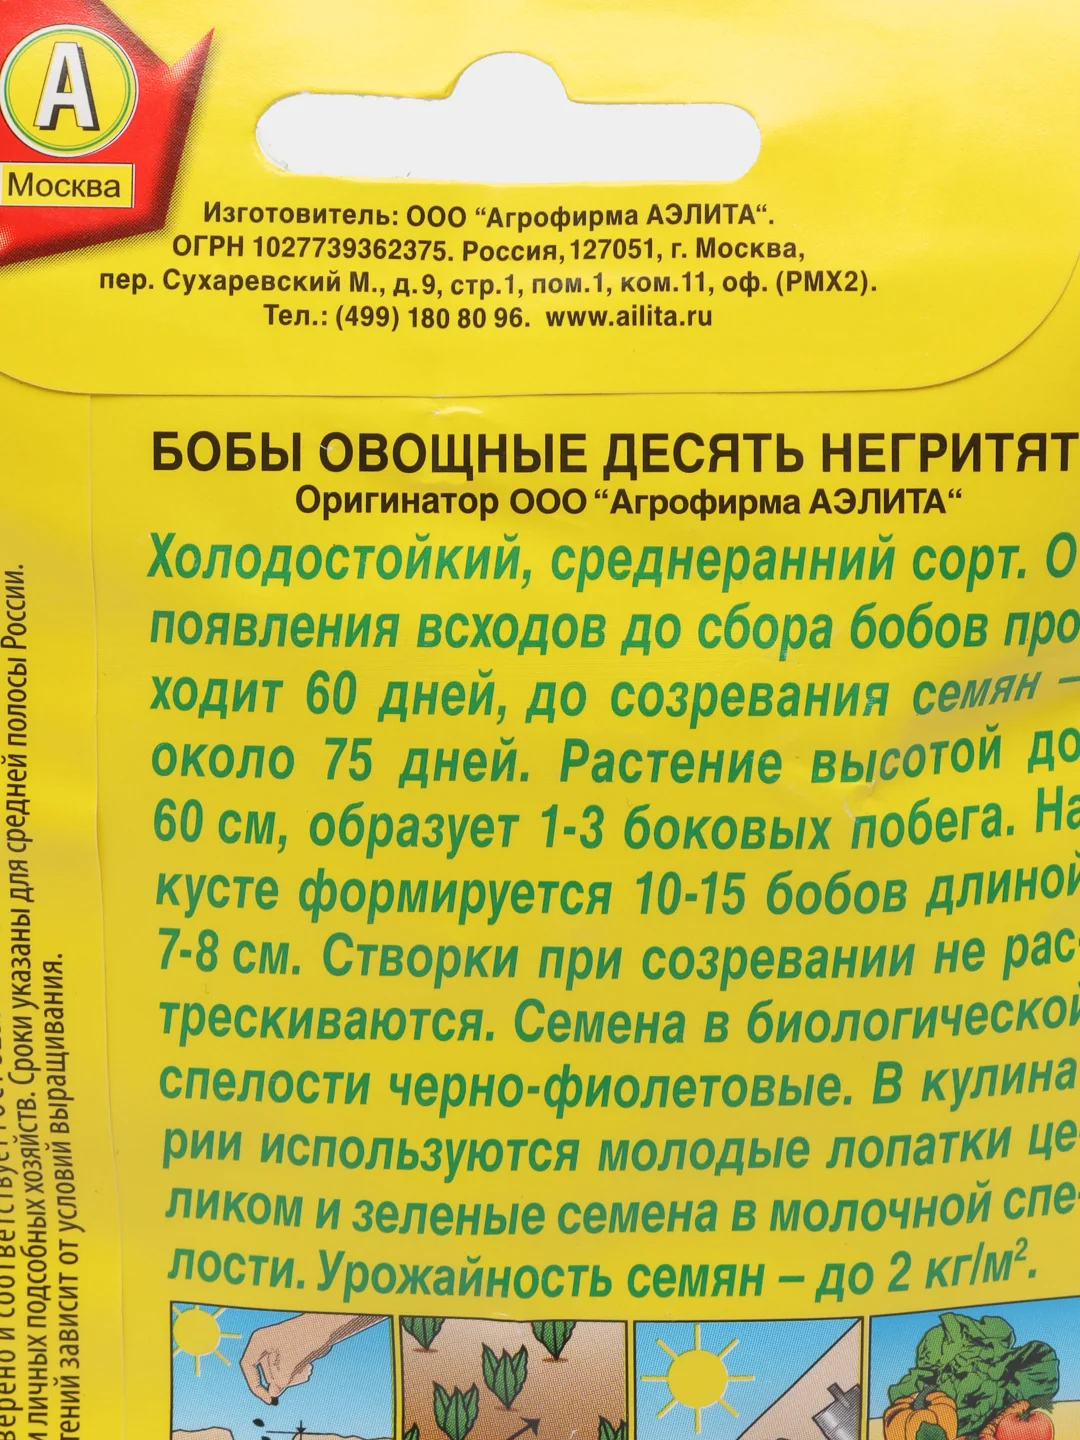 А
Москва
Изготовитель: ООО “Агрофирма АЭЛИТА“.
ОГРН 1027739362375. Россия, 127051, г. Москва,
пер. Сухаревский М., д.9, стр.1, пом.1, ком.11, оф. (РМХ2).
Тел.: (499) 180 80 96. www.ailita.ru
БОБЫ ОВОЩНЫЕ ДЕСЯТЬ НЕГРИТЯТ
Оригинатор ООО “Агрофирма АЭЛИТА“
Холодостойкий, среднеранний сорт. О
появления всходов до сбора бобов про
ходит 60 дней, до созревания семян –
около 75 дней. Растение высотой до
60 см, образует 1-3 боковых побега. На
кусте формируется 10-15 бобов длиной
7-8 см. Створки при созревании не рас-
трескиваются. Семена в биологической
спелости черно-фиолетовые. В кулина
рии используются молодые лопатки це
ликом и зеленые семена в молочной спе-
лости. Урожайность семян – до 2 кг/м².
и личных подсобных хозяйств. Сроки указаны для средней полосы России.
тений зависит от условий выращивания.